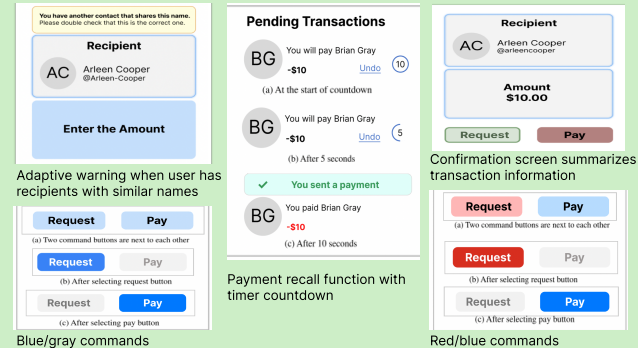 You have another contact that shares this name.
Please double check that this is the correct one.
Recipient
AC
Arleen Cooper
@Arleen-Cooper
Enter the Amount
Adaptive warning when user has
recipients with similar names
Request Pay
(a) Two command buttons are next to each other
Request Pay
(b) After selecting request button
Request Pay
(c) After selecting pay button
Blue/gray commands
Pending Transactions
BG
You will pay Brian Gray
-$10 Undo 10
(a) At the start of countdown
BG
You will pay Brian Gray
-$10 Undo 5
(b) After 5 seconds
You sent a payment
BG
You paid Brian Gray
-$10
(c) After 10 seconds
Payment recall function with
timer countdown
Recipient
AC
Arleen Cooper
@arleencooper
Amount
$10.00
Request Pay
Confirmation screen summarizes
transaction information
Request Pay
(a) Two command buttons are next to each other
Request Pay
(b) After selecting request button
Request Pay
(c) After selecting pay button
Red/blue commands